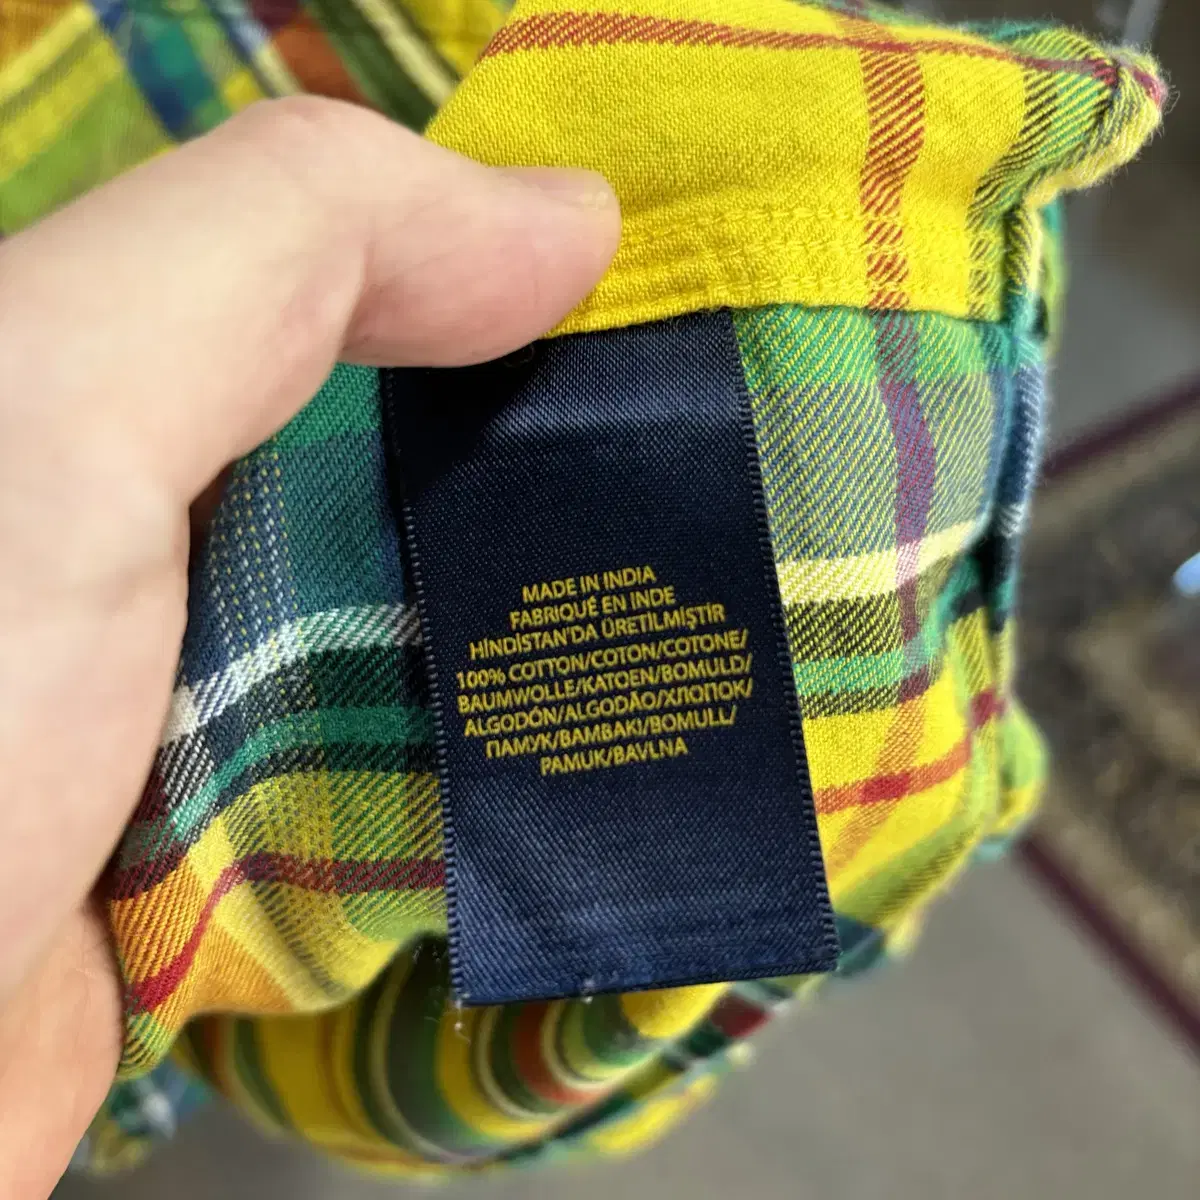 MADE IN INDIA
FABRIQUÉ EN INDE
HİNDİSTAN'DA ÜRETİLMİŞTİR
100% COTTON/COTON/COTONE/
BAUMWOLLE/KATOEN/BOMULD/
ALGODÓN/ALGODÃO/ХЛОПОК/
ΠΑΜΥΚ/BAMBAKI/BOMULL/
PAMUK/BAVLNA